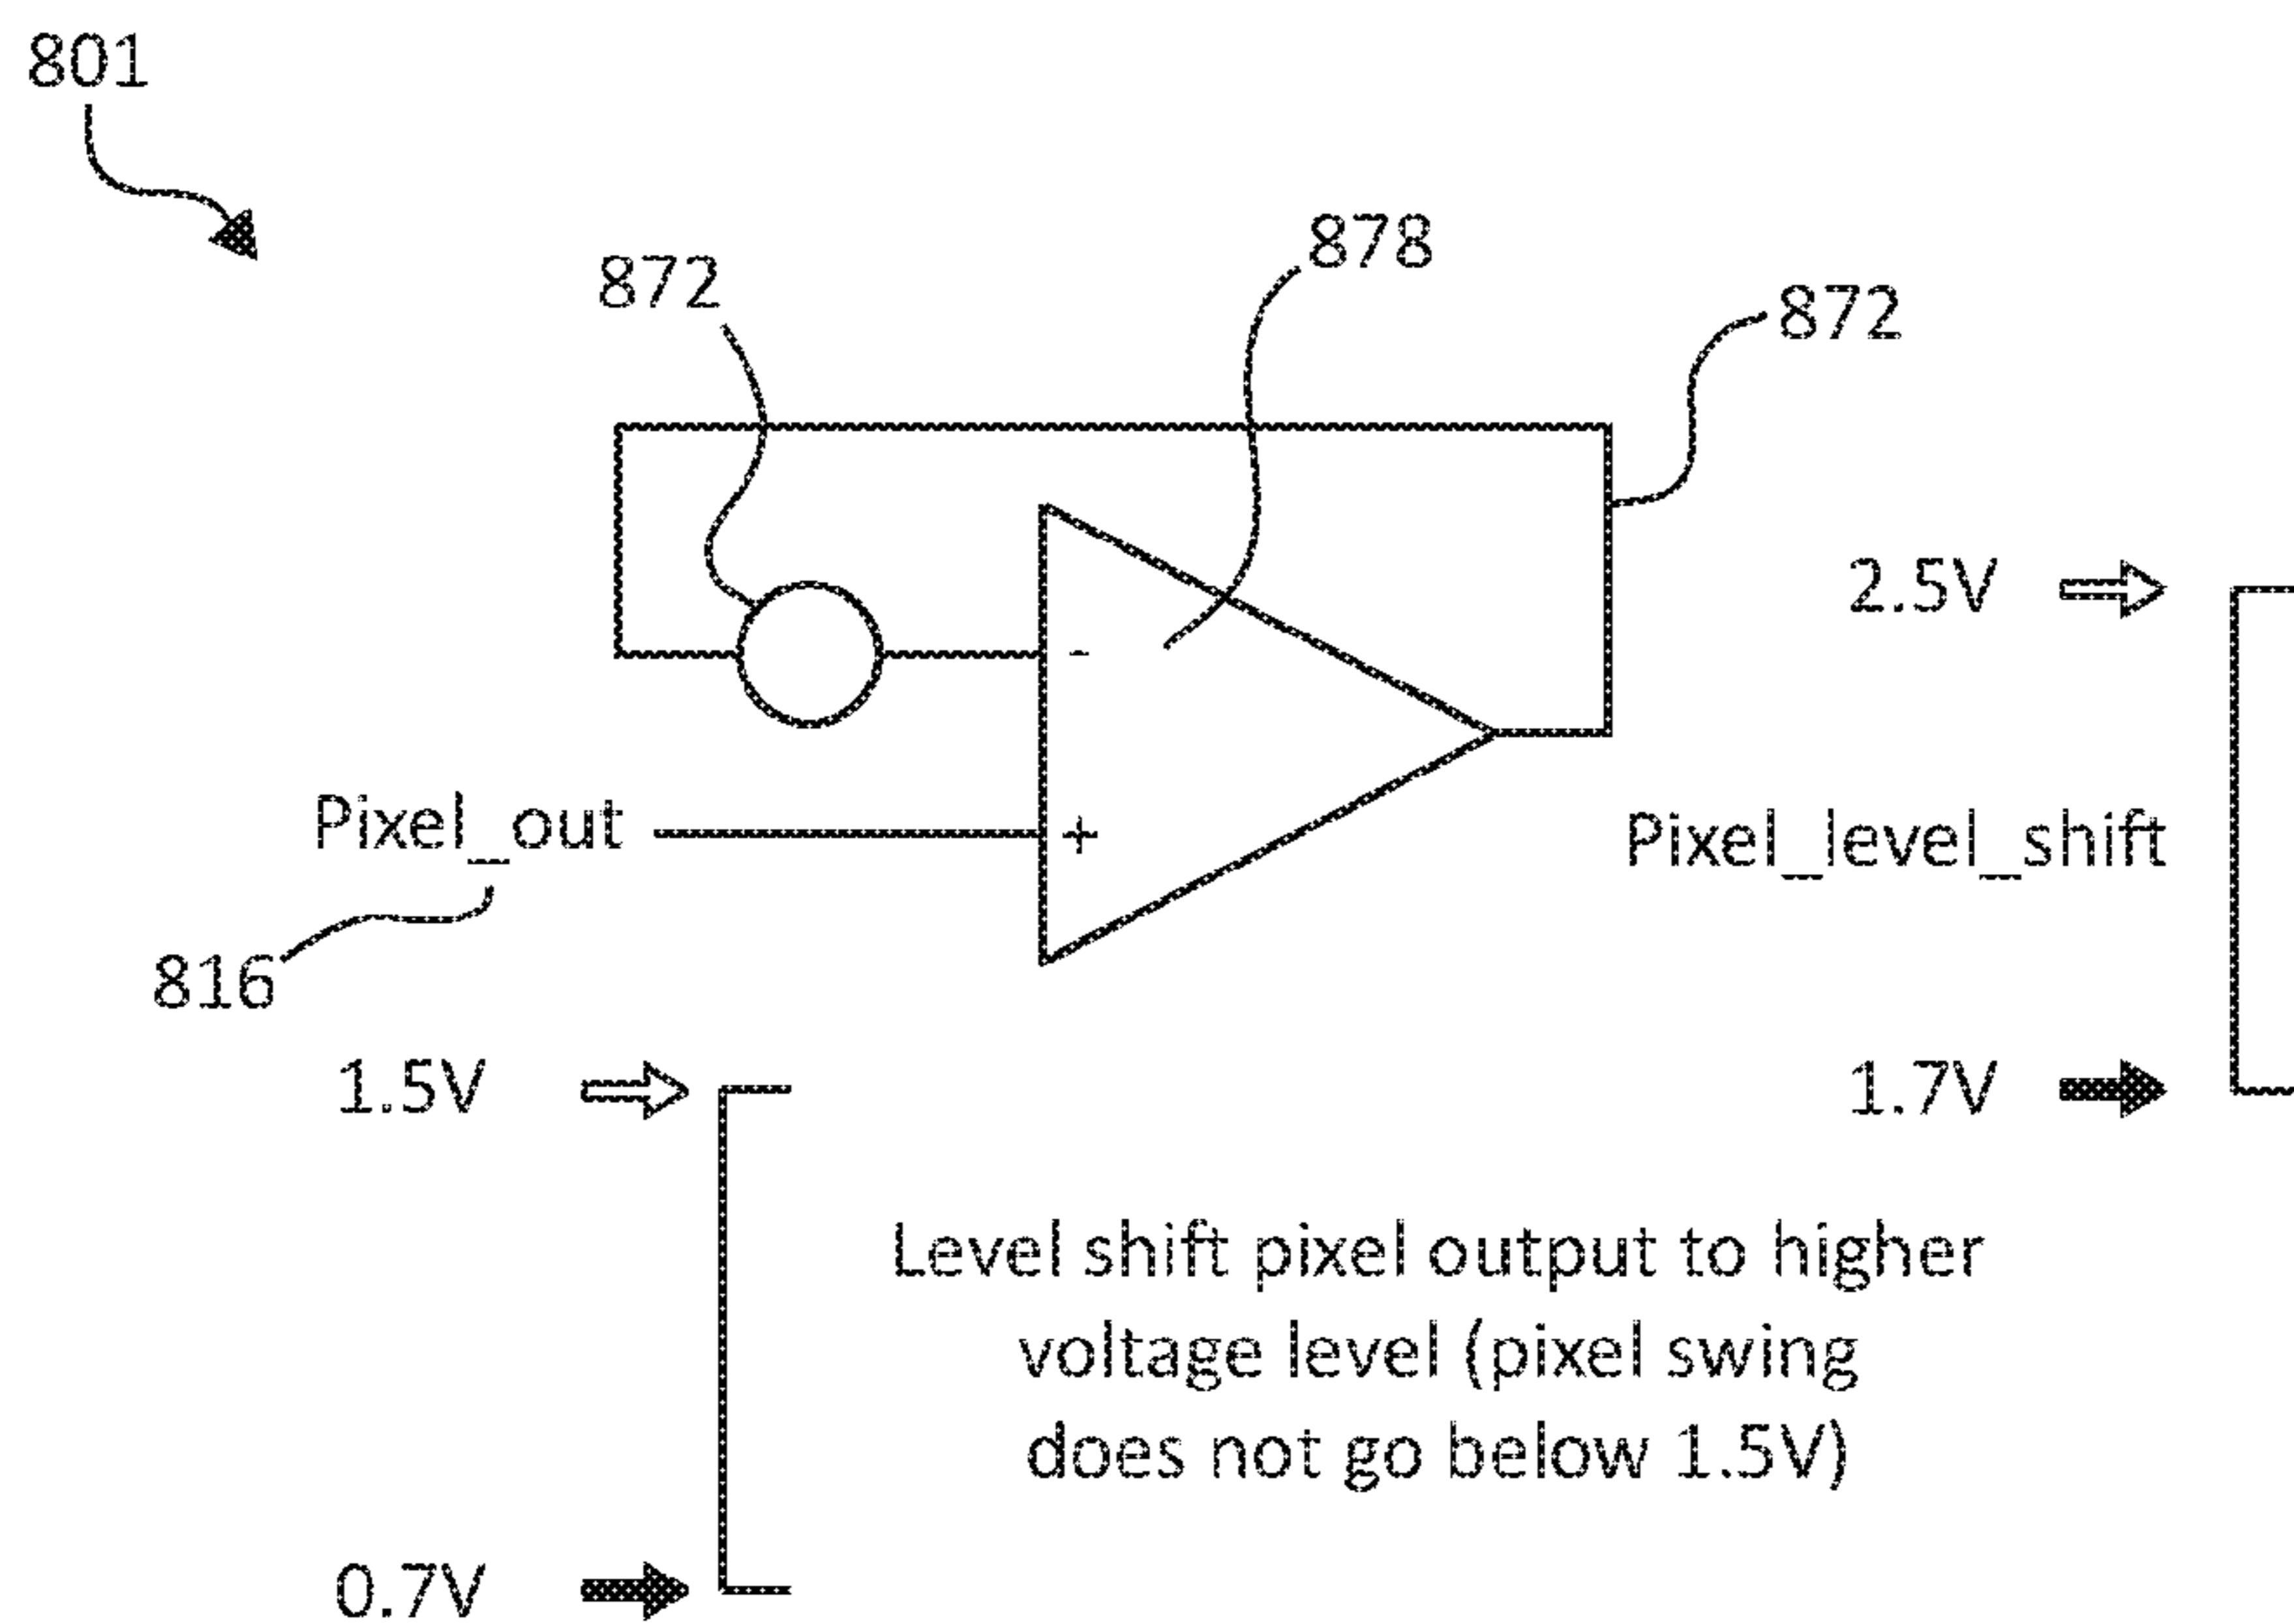 801
872
878
872
2.5V
-
Pixel_out
+
Pixel_level_shift
816
1.5V
1.7V
Level shift pixel output to higher
voltage level (pixel swing
does not go below 1.5V)
0.7V